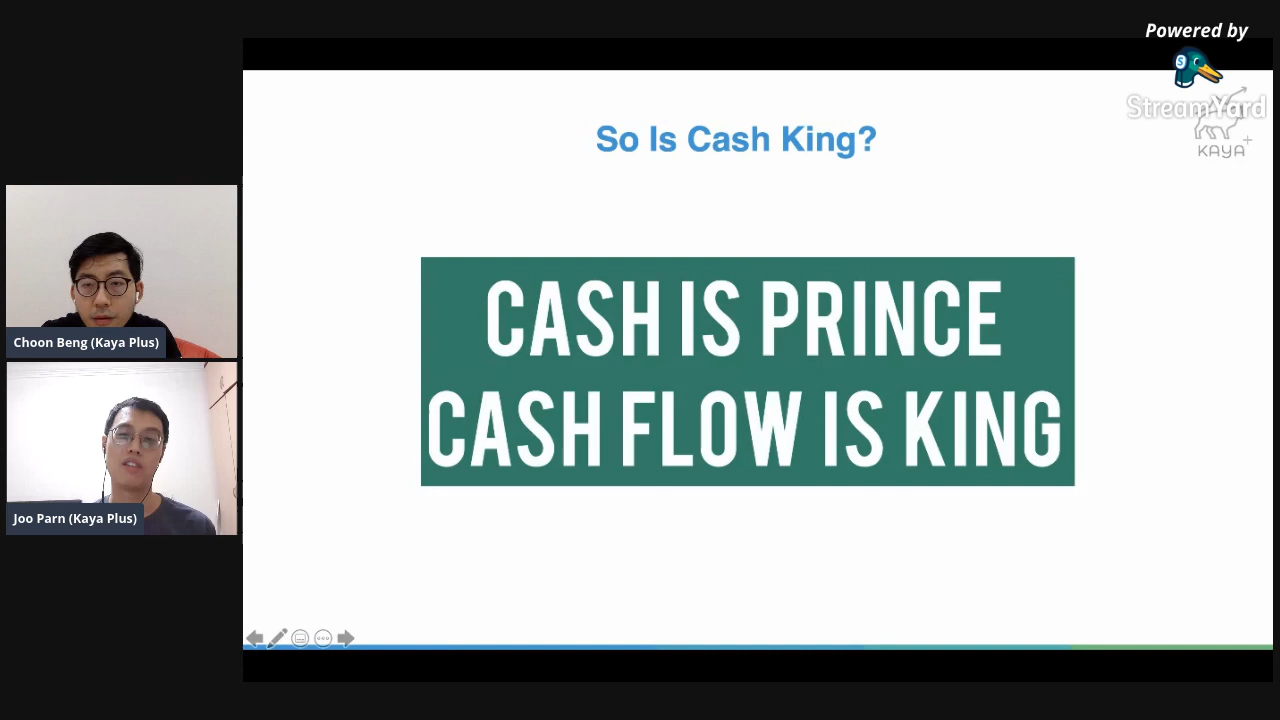 Powered by
StreamYard
KAYA+
So Is Cash King?
CASH IS PRINCE
CASH FLOW IS KING
Choon Beng (Kaya Plus)
Joo Parn (Kaya Plus)